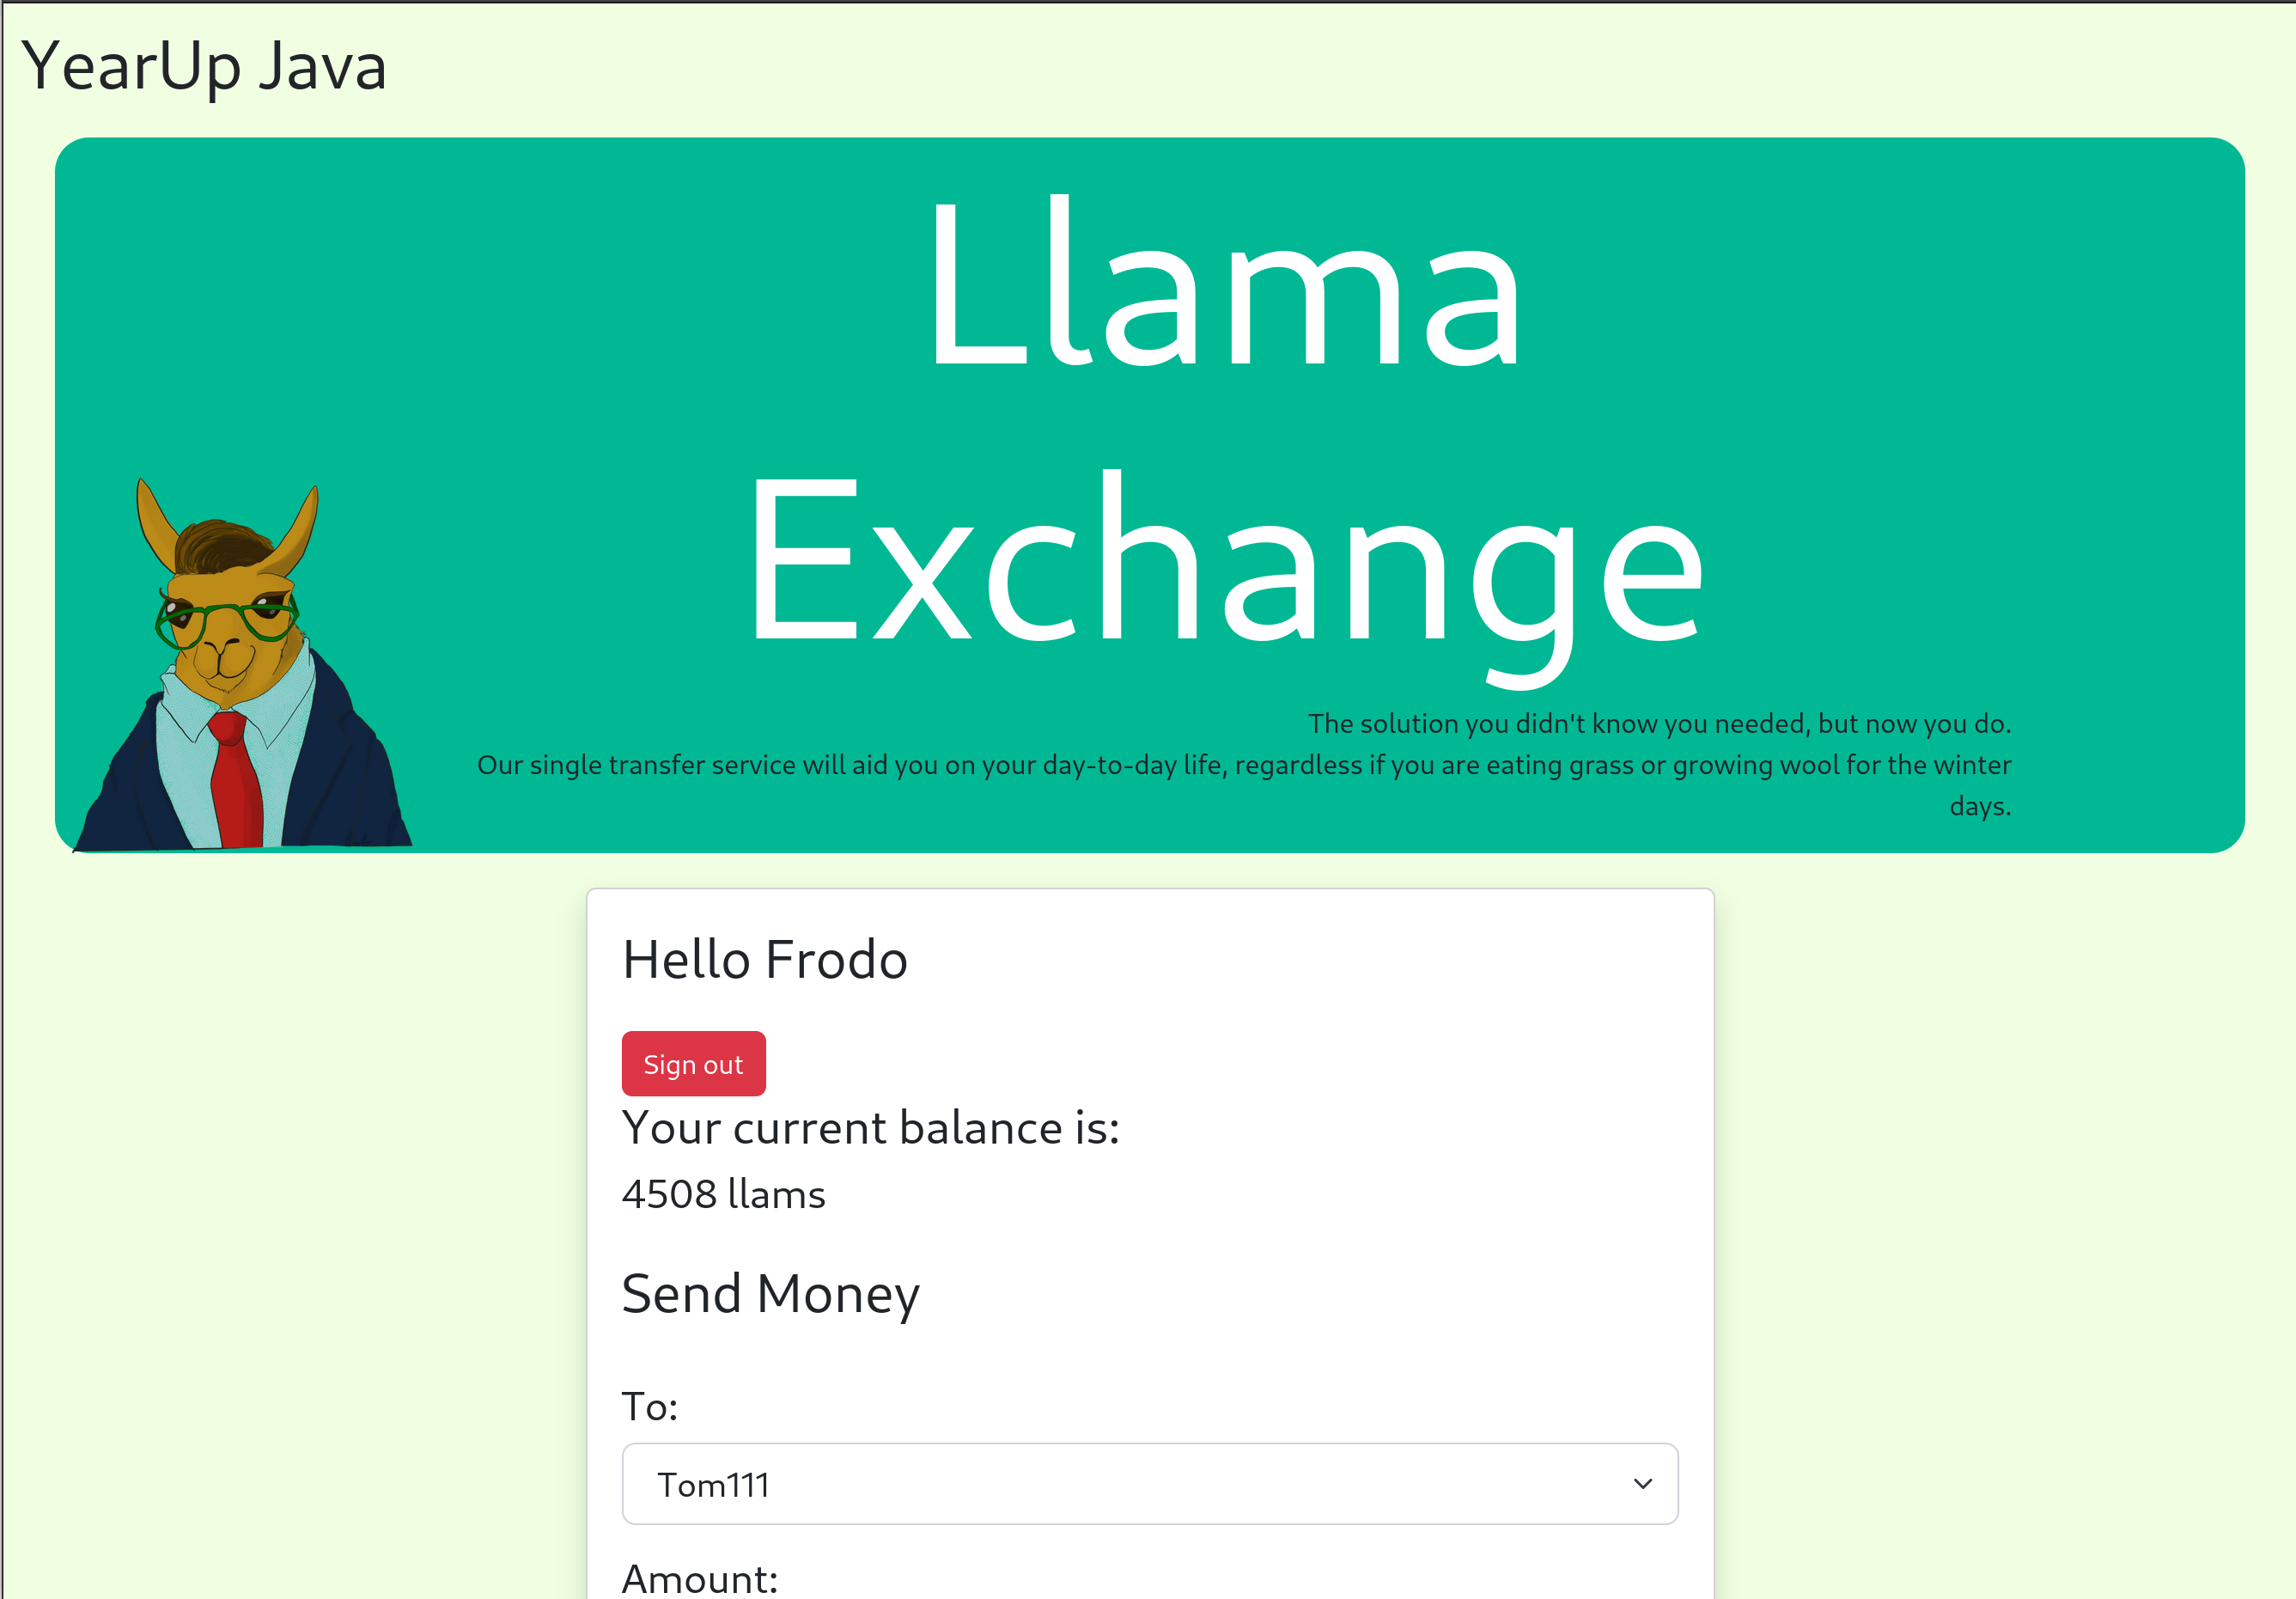 YearUp Java
Llama
Exchange
The solution you didn't know you needed, but now you do.
Our single transfer service will aid you on your day-to-day life, regardless if you are eating grass or growing wool for the winter
days.
Hello Frodo
Sign out
Your current balance is:
4508 llams
Send Money
To:
Tom111
Amount: